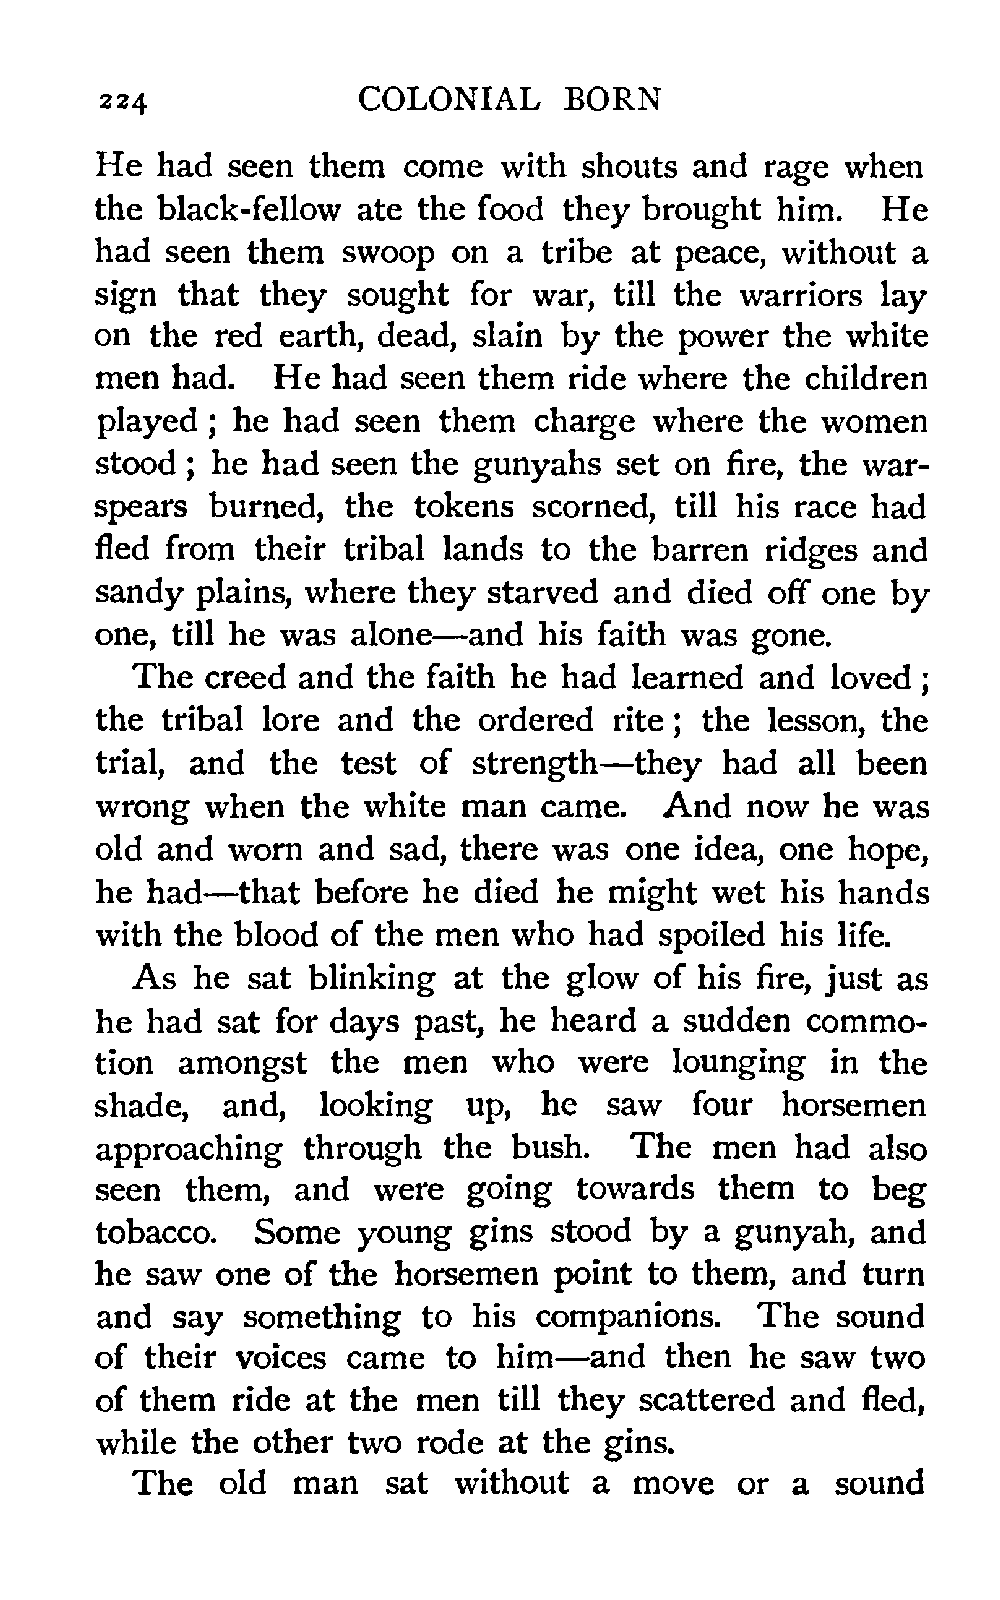 224 COLONIAL BORN
He had seen them come with shouts and rage when
the black-fellow ate the food they brought him. He
had seen them swoop on a tribe at peace, without a
sign that they sought for war, till the warriors lay
on the red earth, dead, slain by the power the white
men had. He had seen them ride where the children
played ; he had seen them charge where the women
stood ; he had seen the gunyahs set on fire, the war-
spears burned, the tokens scorned, till his race had
fled from their tribal lands to the barren ridges and
sandy plains, where they starved and died off one by
one, till he was alone—and his faith was gone.
The creed and the faith he had learned and loved ;
the tribal lore and the ordered rite ; the lesson, the
trial, and the test of strength—they had all been
wrong when the white man came. And now he was
old and worn and sad, there was one idea, one hope,
he had—that before he died he might wet his hands
with the blood of the men who had spoiled his life.
As he sat blinking at the glow of his fire, just as
he had sat for days past, he heard a sudden commo-
tion amongst the men who were lounging in the
shade, and, looking up, he saw four horsemen
approaching through the bush. The men had also
seen them, and were going towards them to beg
tobacco. Some young gins stood by a gunyah, and
he saw one of the horsemen point to them, and turn
and say something to his companions. The sound
of their voices came to him—and then he saw two
of them ride at the men till they scattered and fled,
while the other two rode at the gins.
The old man sat without a move or a sound